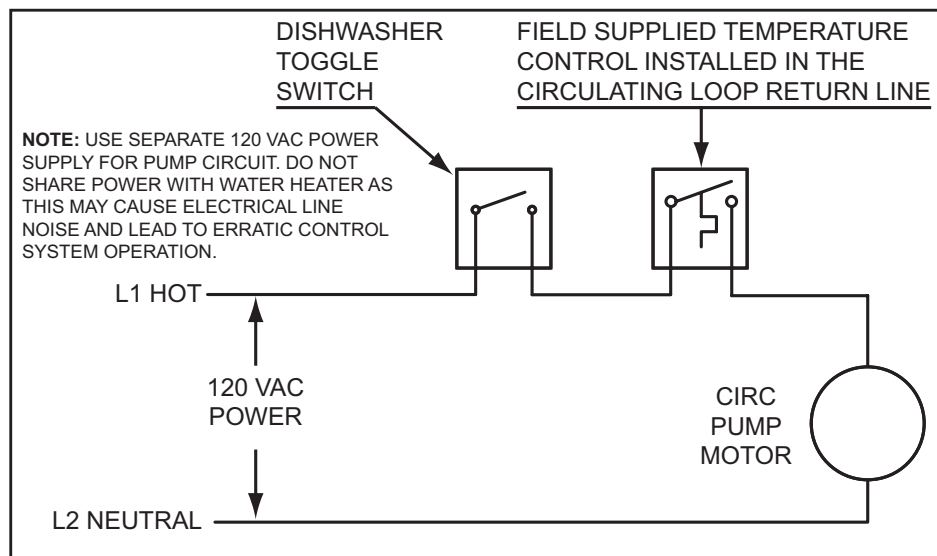 DISHWASHER
TOGGLE
SWITCH
FIELD SUPPLIED TEMPERATURE
CONTROL INSTALLED IN THE
CIRCULATING LOOP RETURN LINE
NOTE: USE SEPARATE 120 VAC POWER
SUPPLY FOR PUMP CIRCUIT. DO NOT
SHARE POWER WITH WATER HEATER AS
THIS MAY CAUSE ELECTRICAL LINE
NOISE AND LEAD TO ERRATIC CONTROL
SYSTEM OPERATION.
L1 HOT
120 VAC
POWER
CIRC
PUMP
MOTOR
L2 NEUTRAL